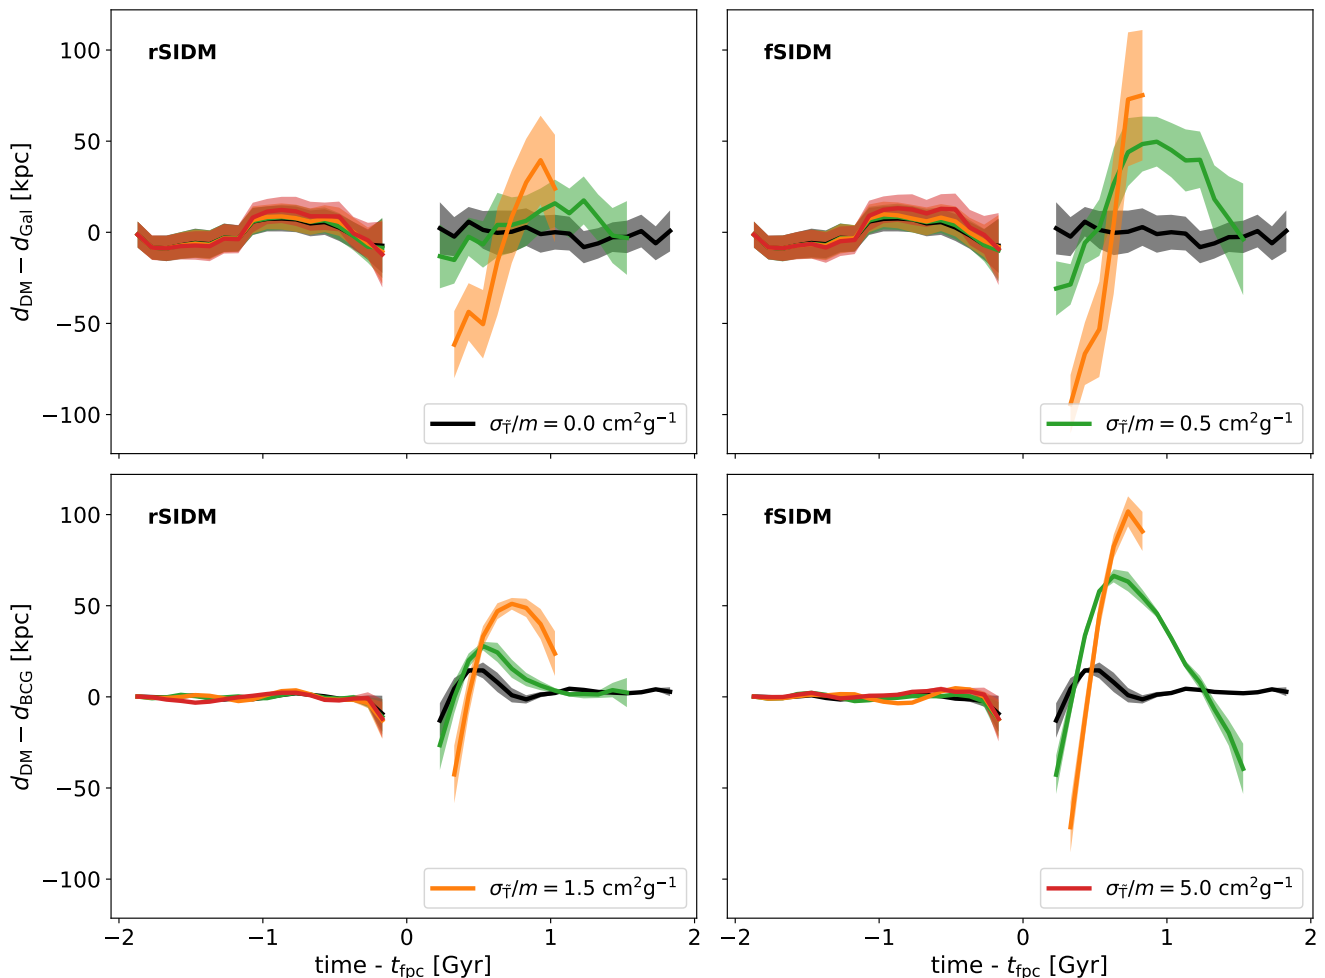 rSIDM
fSIDM
100
50
0
−50
−100
d_DM − d_Gal [kpc]
σ_T̃/m = 0.0 cm²g⁻¹
σ_T̃/m = 0.5 cm²g⁻¹
rSIDM
fSIDM
100
50
0
−50
−100
d_DM − d_BCG [kpc]
σ_T̃/m = 1.5 cm²g⁻¹
σ_T̃/m = 5.0 cm²g⁻¹
−2 −1 0 1 2
−2 −1 0 1 2
time - t_fpc [Gyr]
time - t_fpc [Gyr]